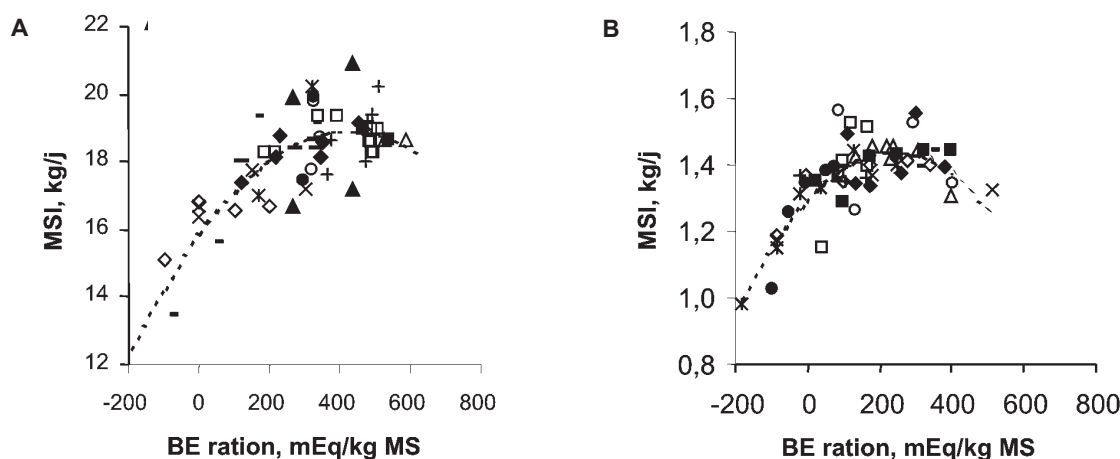 A
MSI, kg/j
22
20
18
16
14
12
-200 0 200 400 600 800
BE ration, mEq/kg MS
B
MSI, kg/j
1,8
1,6
1,4
1,2
1,0
0,8
-200 0 200 400 600 800
BE ration, mEq/kg MS